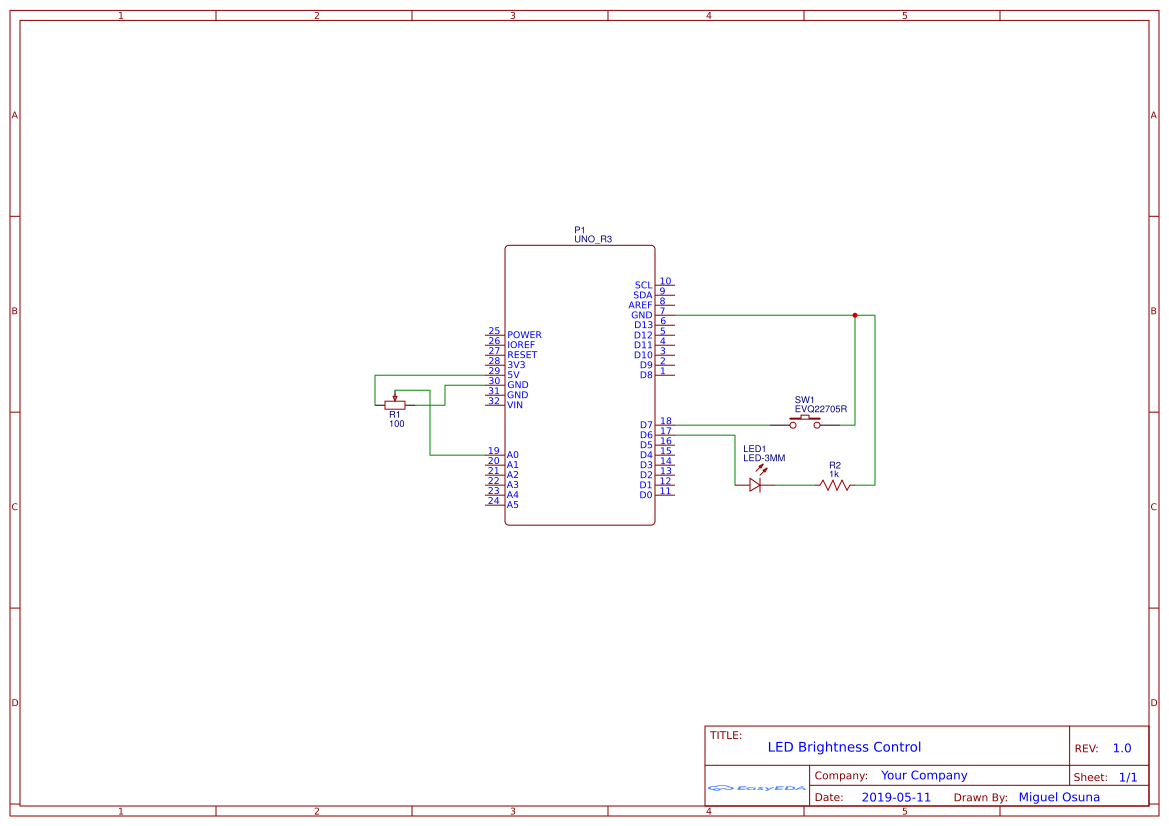 1 2 3 4 5
A A
B B
C C
D D
P1
UNO_R3
SCL 10
SDA 9
AREF 8
GND 7
D13 6
D12 5
D11 4
D10 3
D9 2
D8 1
25 POWER
26 IOREF
27 RESET
28 3V3
29 5V
30 GND
31 GND
32 VIN
R1
100
D7 18
D6 17
D5 16
D4 15
D3 14
D2 13
D1 12
D0 11
19 A0
20 A1
21 A2
22 A3
23 A4
24 A5
SW1
EVQ22705R
LED1
LED-3MM
R2
1k
TITLE:
LED Brightness Control
REV: 1.0
EasyEDA
Company: Your Company
Sheet: 1/1
Date: 2019-05-11 Drawn By: Miguel Osuna
1 2 3 4 5